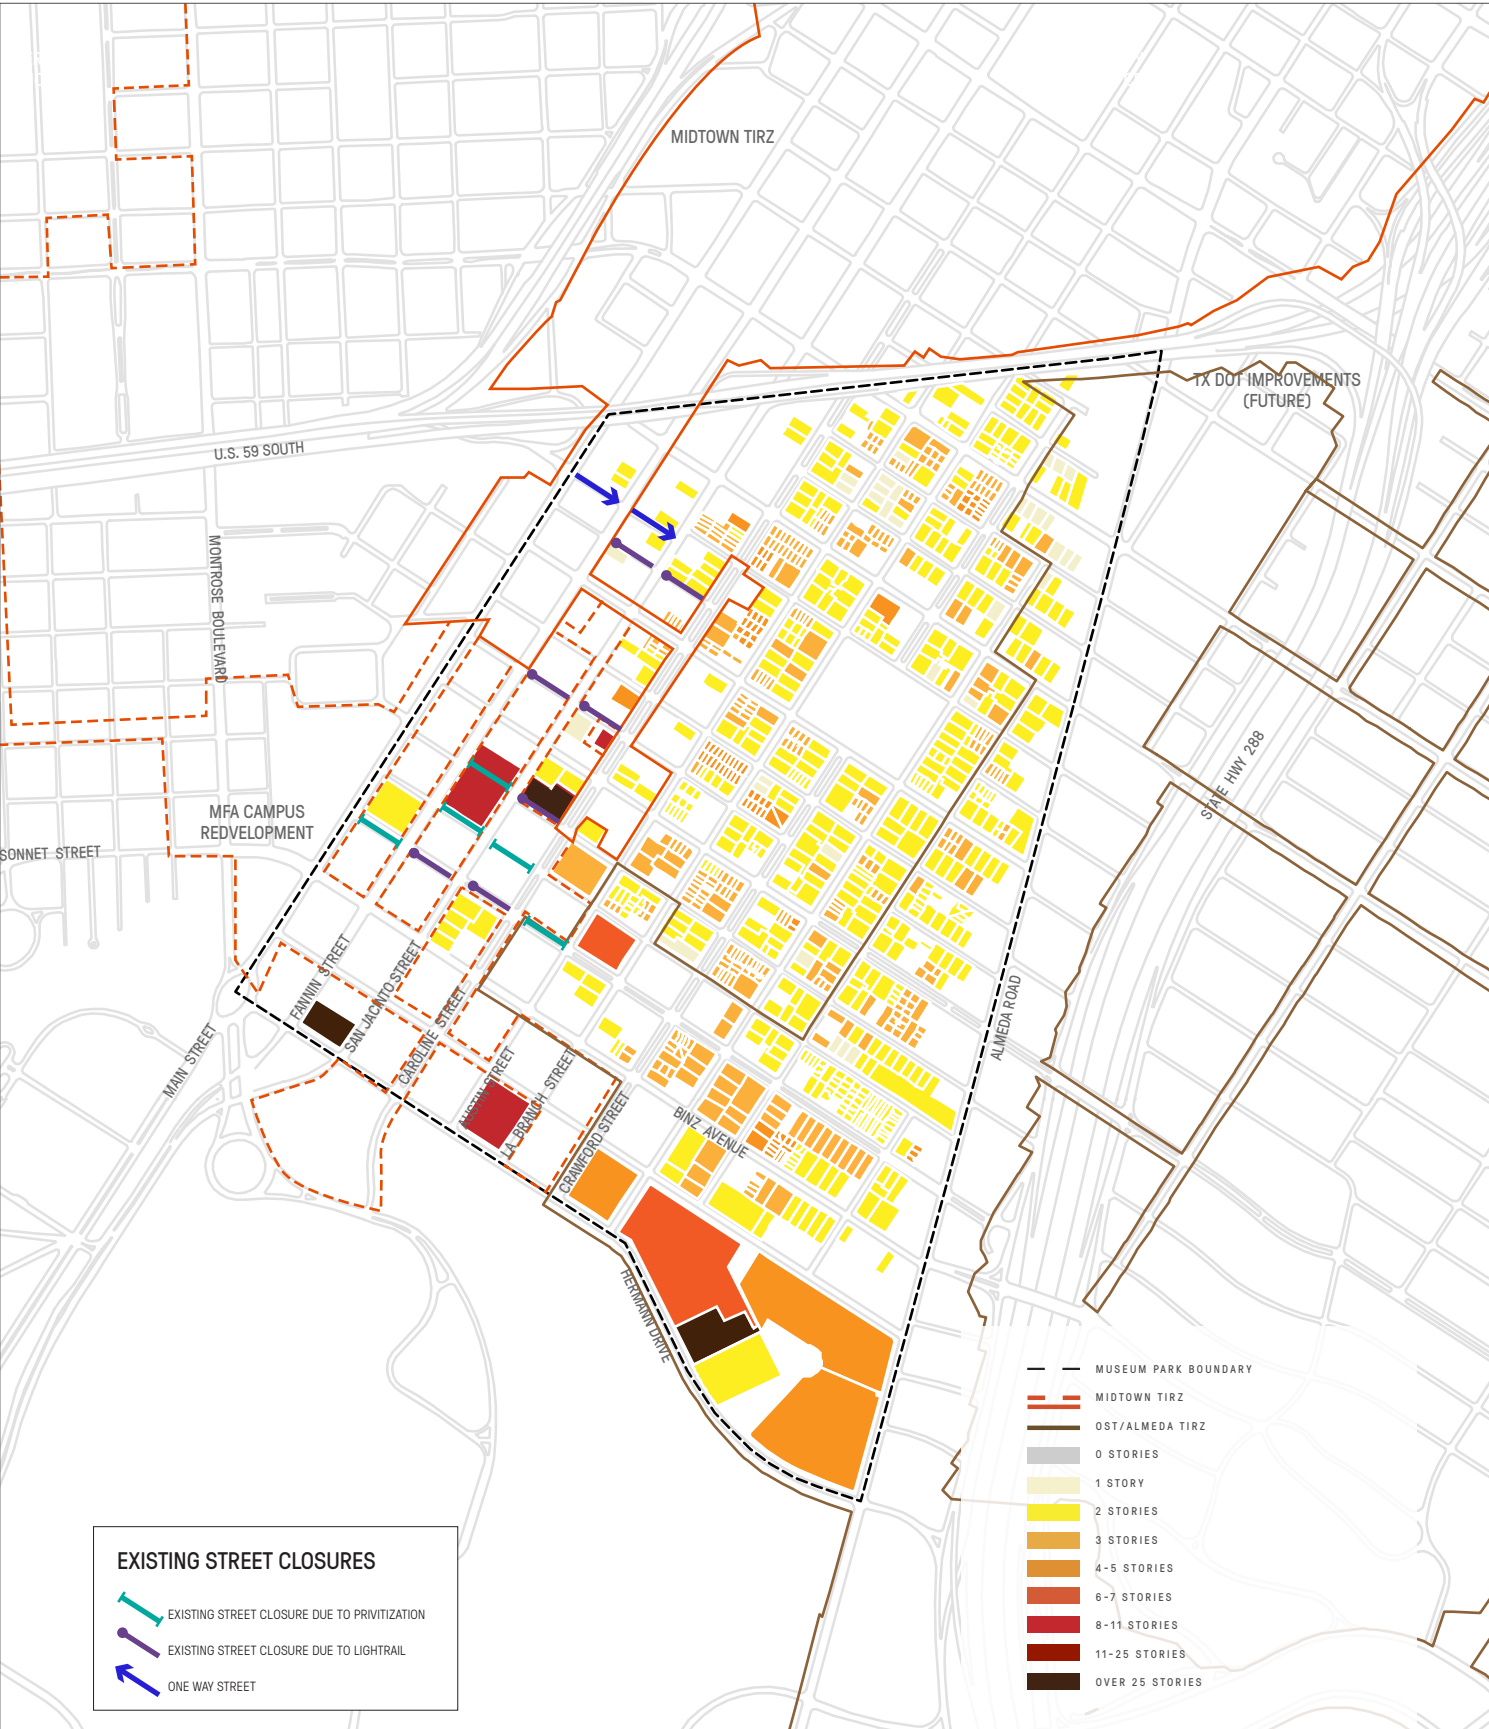 MIDTOWN TIRZ
TX DOT IMPROVEMENTS
(FUTURE)
U.S. 59 SOUTH
MONTROSE BOULEVARD
STATE HWY 288
MFA CAMPUS
REDVELOPMENT
SONNET STREET
FANNIN STREET
SAN JACINTO STREET
CAROLINE STREET
MAIN STREET
AUSTIN STREET
LA BRANCH STREET
CRAWFORD STREET
BINZ AVENUE
ALMEDA ROAD
HERMANN DRIVE
MUSEUM PARK BOUNDARY
MIDTOWN TIRZ
OST/ALMEDA TIRZ
0 STORIES
1 STORY
2 STORIES
3 STORIES
4-5 STORIES
6-7 STORIES
8-11 STORIES
11-25 STORIES
OVER 25 STORIES
EXISTING STREET CLOSURES
EXISTING STREET CLOSURE DUE TO PRIVITIZATION
EXISTING STREET CLOSURE DUE TO LIGHTRAIL
ONE WAY STREET